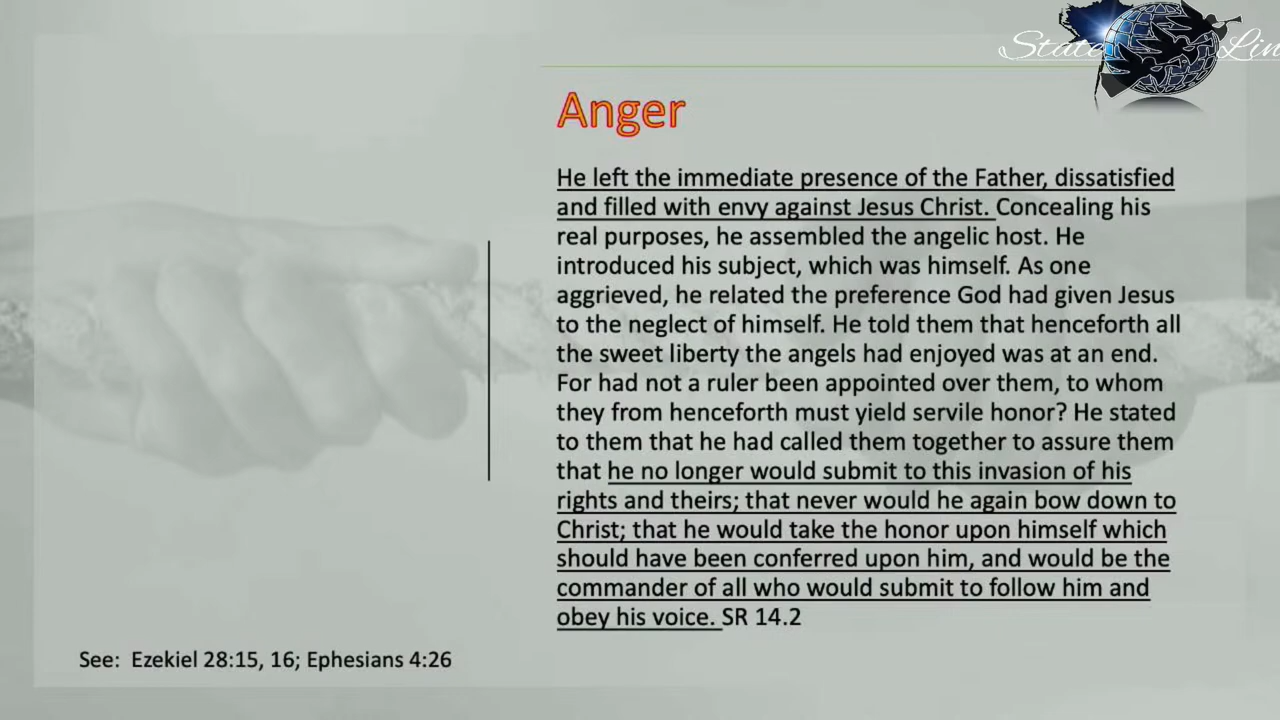 State Lin
Anger
He left the immediate presence of the Father, dissatisfied
and filled with envy against Jesus Christ. Concealing his
real purposes, he assembled the angelic host. He
introduced his subject, which was himself. As one
aggrieved, he related the preference God had given Jesus
to the neglect of himself. He told them that henceforth all
the sweet liberty the angels had enjoyed was at an end.
For had not a ruler been appointed over them, to whom
they from henceforth must yield servile honor? He stated
to them that he had called them together to assure them
that he no longer would submit to this invasion of his
rights and theirs; that never would he again bow down to
Christ; that he would take the honor upon himself which
should have been conferred upon him, and would be the
commander of all who would submit to follow him and
obey his voice. SR 14.2
See: Ezekiel 28:15, 16; Ephesians 4:26